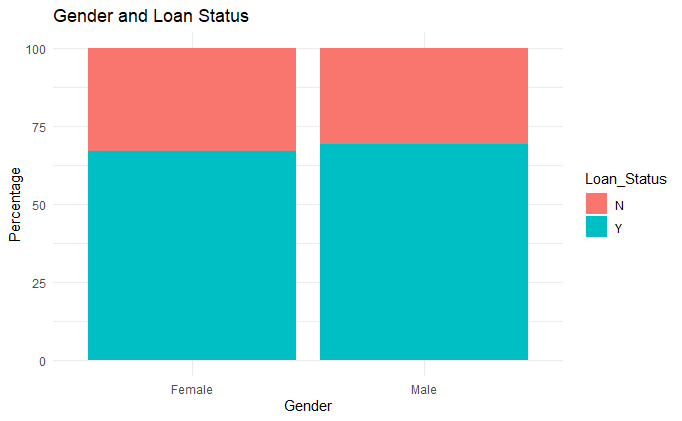 Gender and Loan Status
100
75
50
25
0
Percentage
Female Male
Gender
Loan_Status
N
Y